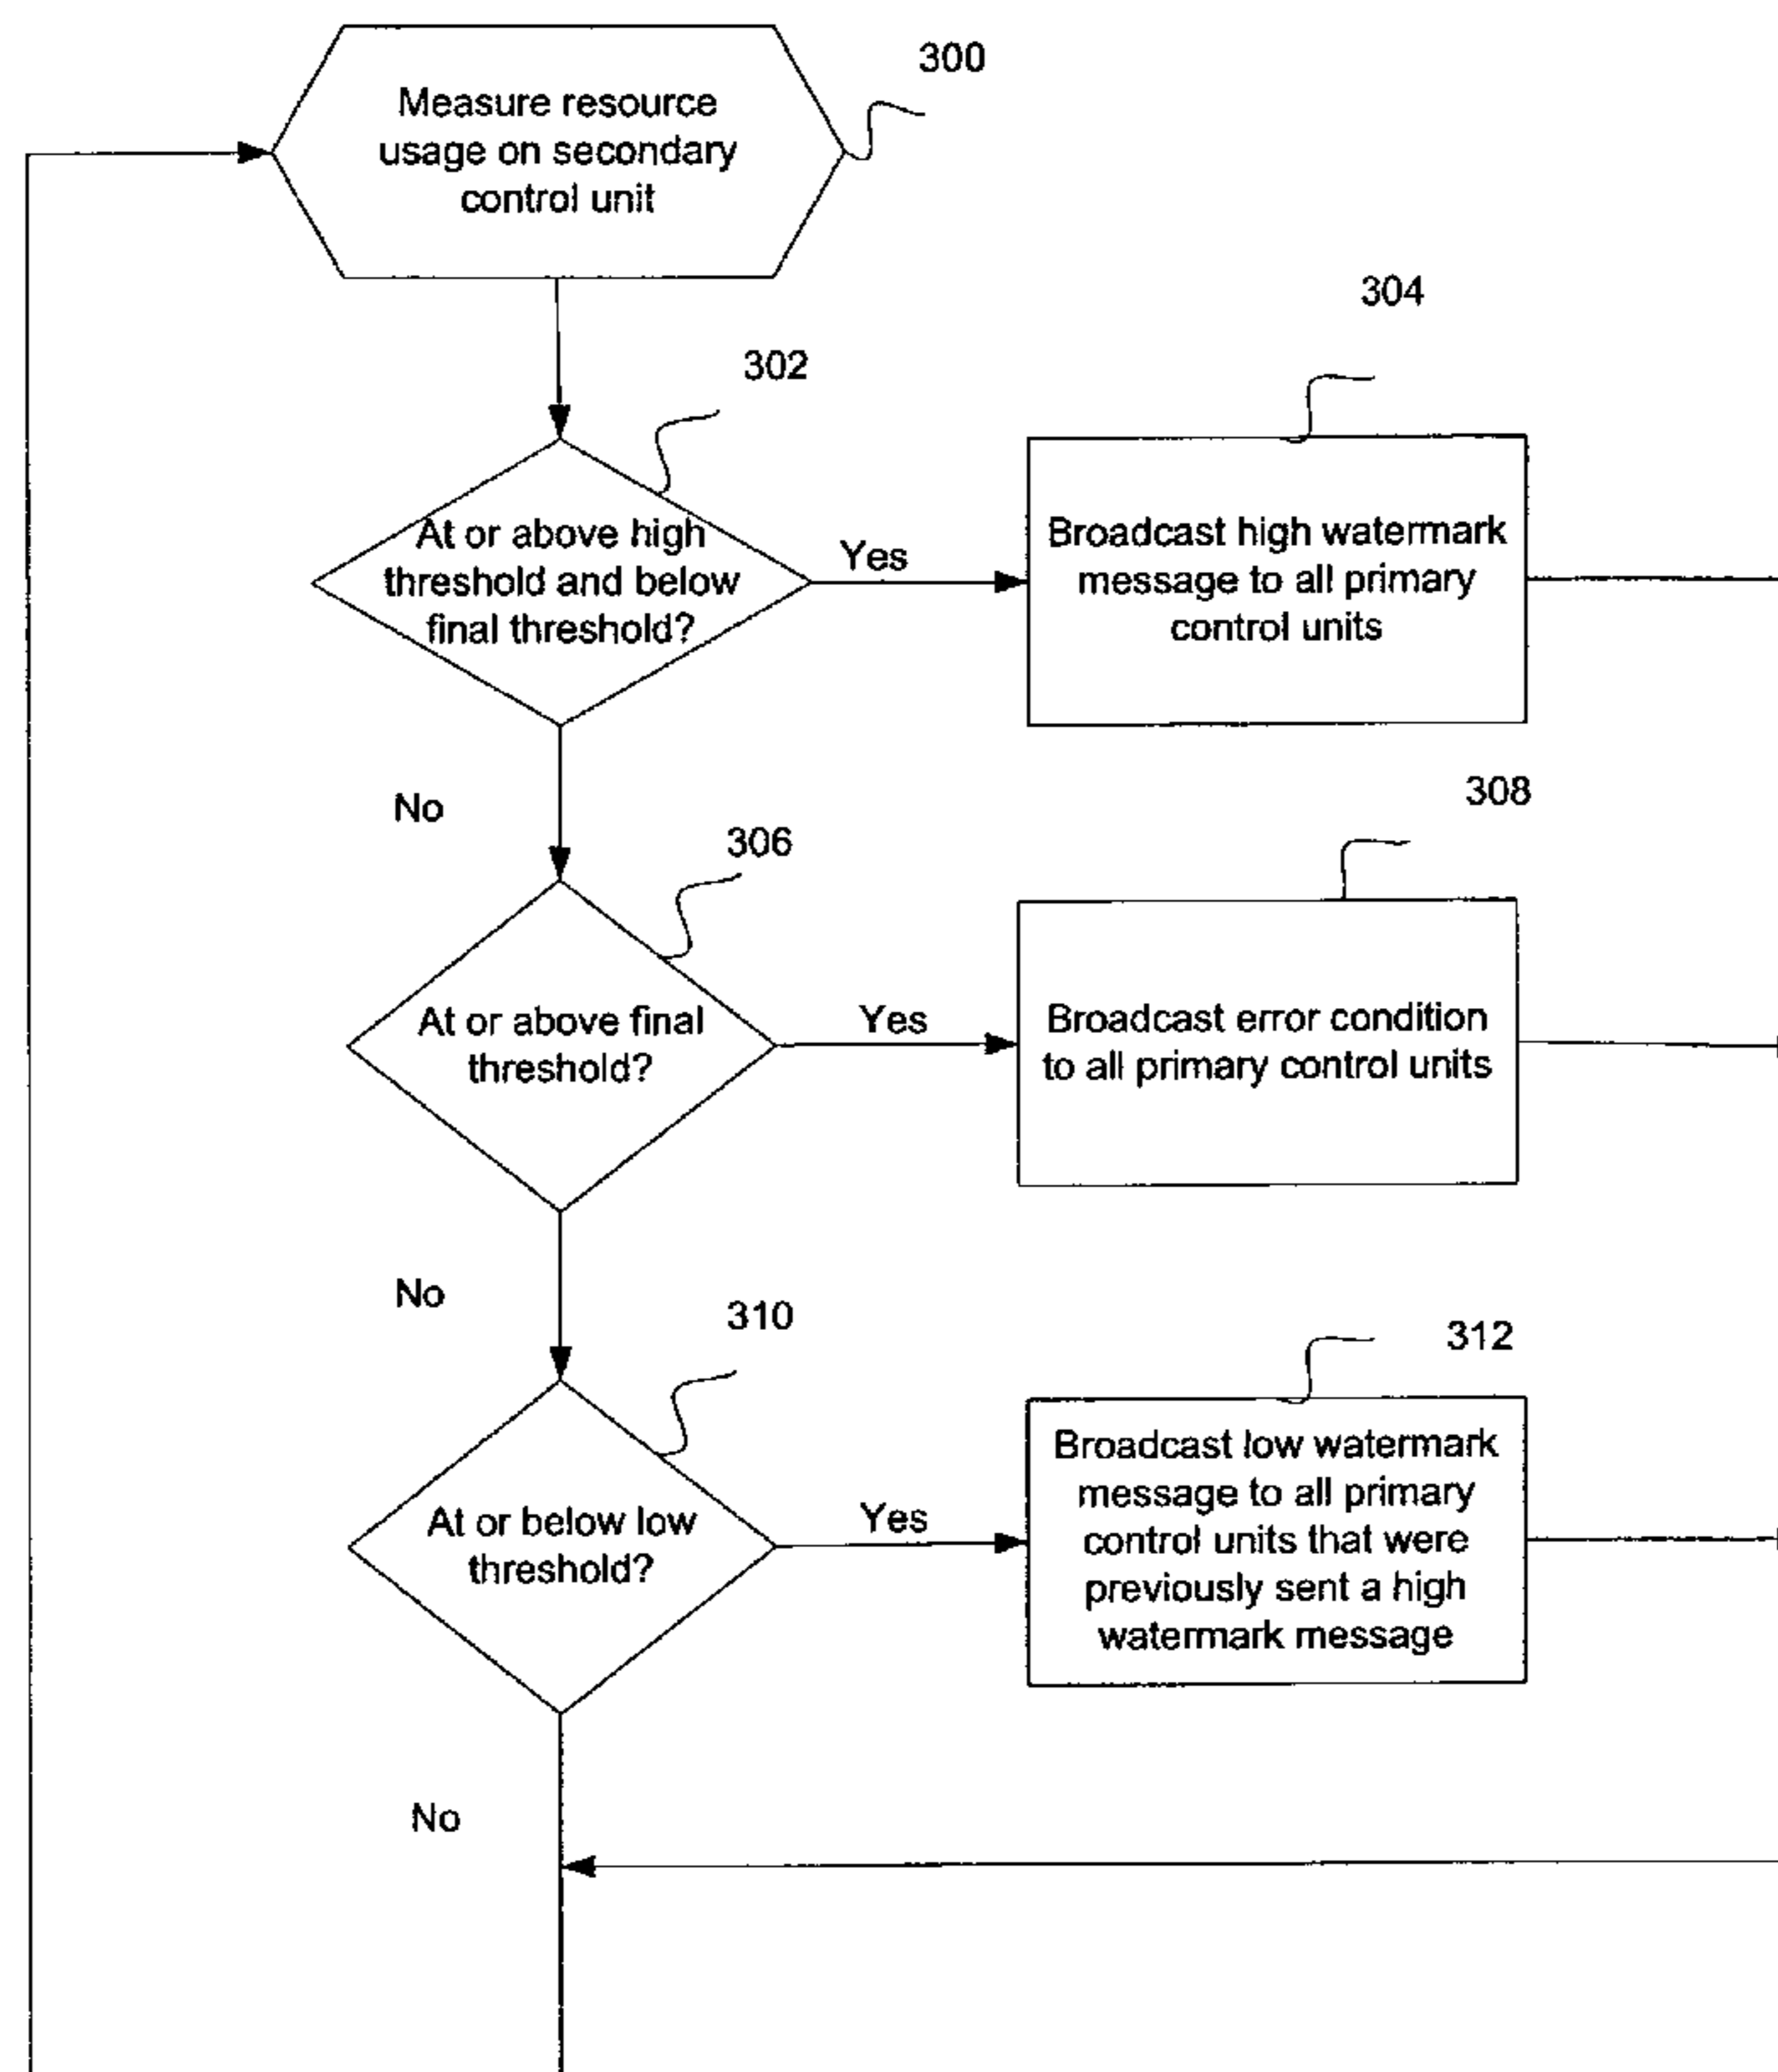 300
Measure resource
usage on secondary
control unit
304
302
At or above high
threshold and below
final threshold?
Yes
Broadcast high watermark
message to all primary
control units
No
308
306
At or above final
threshold?
Yes
Broadcast error condition
to all primary control units
No
310
312
At or below low
threshold?
Yes
Broadcast low watermark
message to all primary
control units that were
previously sent a high
watermark message
No